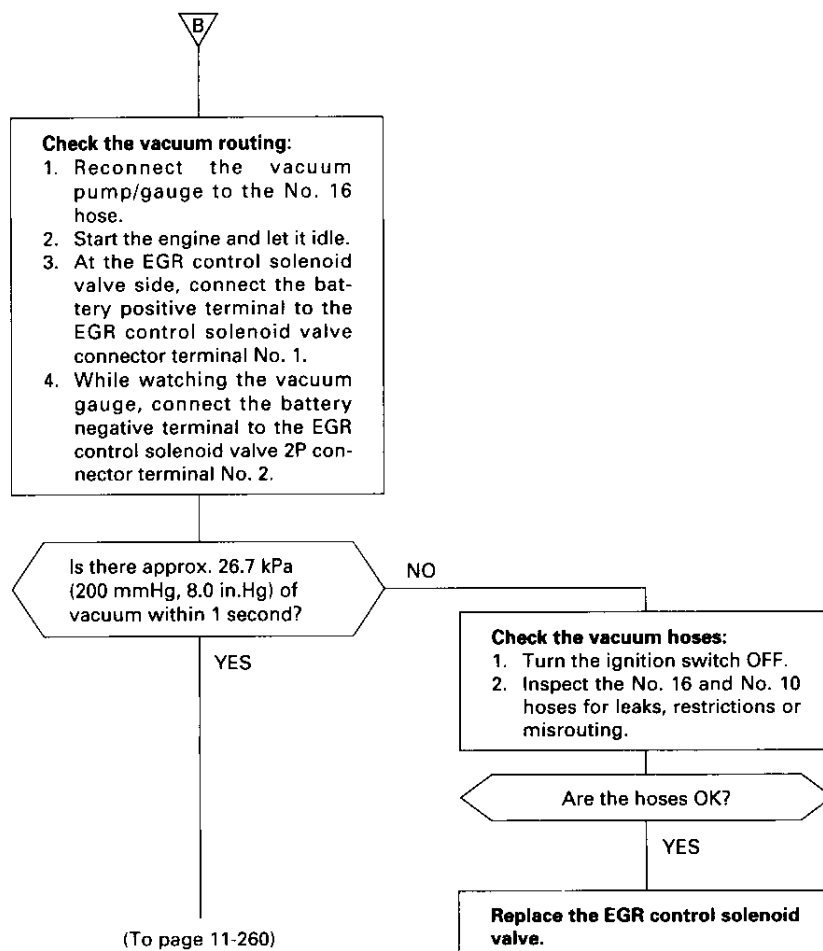 B
Check the vacuum routing:
1. Reconnect the vacuum
pump/gauge to the No. 16
hose.
2. Start the engine and let it idle.
3. At the EGR control solenoid
valve side, connect the bat-
tery positive terminal to the
EGR control solenoid valve
connector terminal No. 1.
4. While watching the vacuum
gauge, connect the battery
negative terminal to the EGR
control solenoid valve 2P con-
nector terminal No. 2.
Is there approx. 26.7 kPa
(200 mmHg, 8.0 in.Hg) of
vacuum within 1 second?
NO
YES
Check the vacuum hoses:
1. Turn the ignition switch OFF.
2. Inspect the No. 16 and No. 10
hoses for leaks, restrictions or
misrouting.
Are the hoses OK?
YES
Replace the EGR control solenoid
valve.
(To page 11-260)